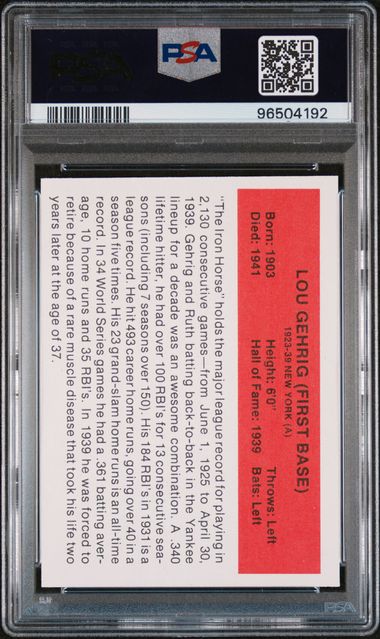 PSA
96504192
LOU GEHRIG (FIRST BASE)
1923-39 NEW YORK (A)
Born: 1903 Height: 6'0" Throws: Left
Died: 1941 Hall of Fame: 1939 Bats: Left
"The Iron Horse" holds the major league record for playing in
2,130 consecutive games—from June 1, 1925 to April 30,
1939. Gehrig and Ruth batting back-to-back in the Yankee
lineup for a decade was an awesome combination. A .340
lifetime hitter, he had over 100 RBI's for 13 consecutive sea-
sons (including 7 seasons over 150). His 184 RBI's in 1931 is a
league record. He hit 493 career home runs, going over 40 in a
season five times. His 23 grand-slam home runs is an all-time
record. In 34 World Series games he had a .361 batting aver-
age, 10 home runs and 35 RBI's. In 1939 he was forced to
retire because of a rare muscle disease that took his life two
years later at the age of 37.